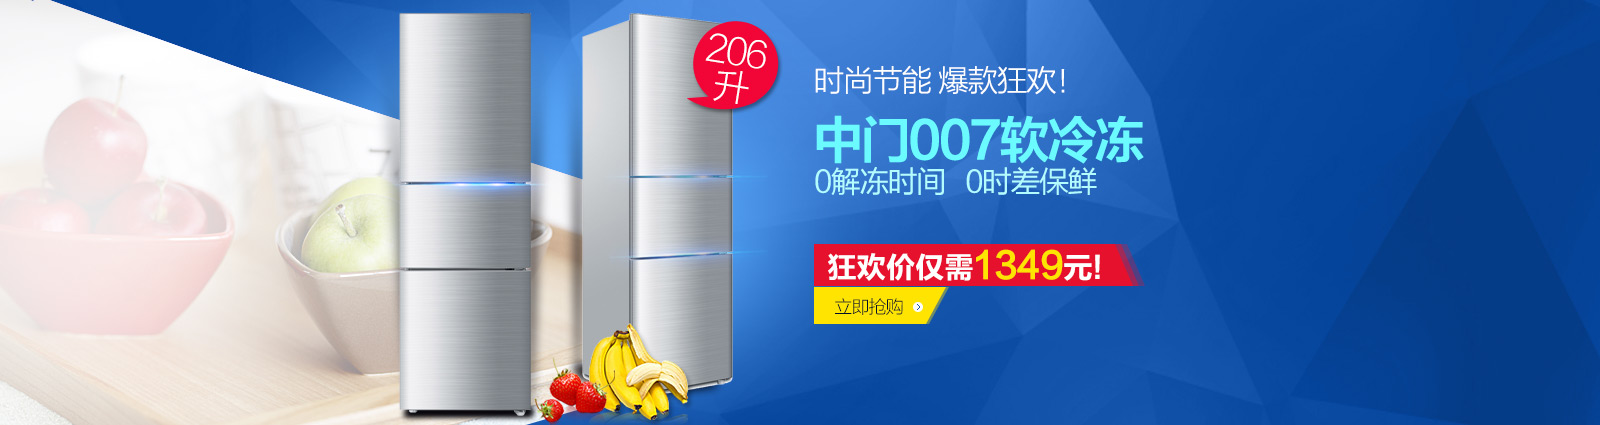 206
升
时尚节能 爆款狂欢!
中门007软冷冻
0解冻时间 0时差保鲜
狂欢价仅需1349元!
立即抢购